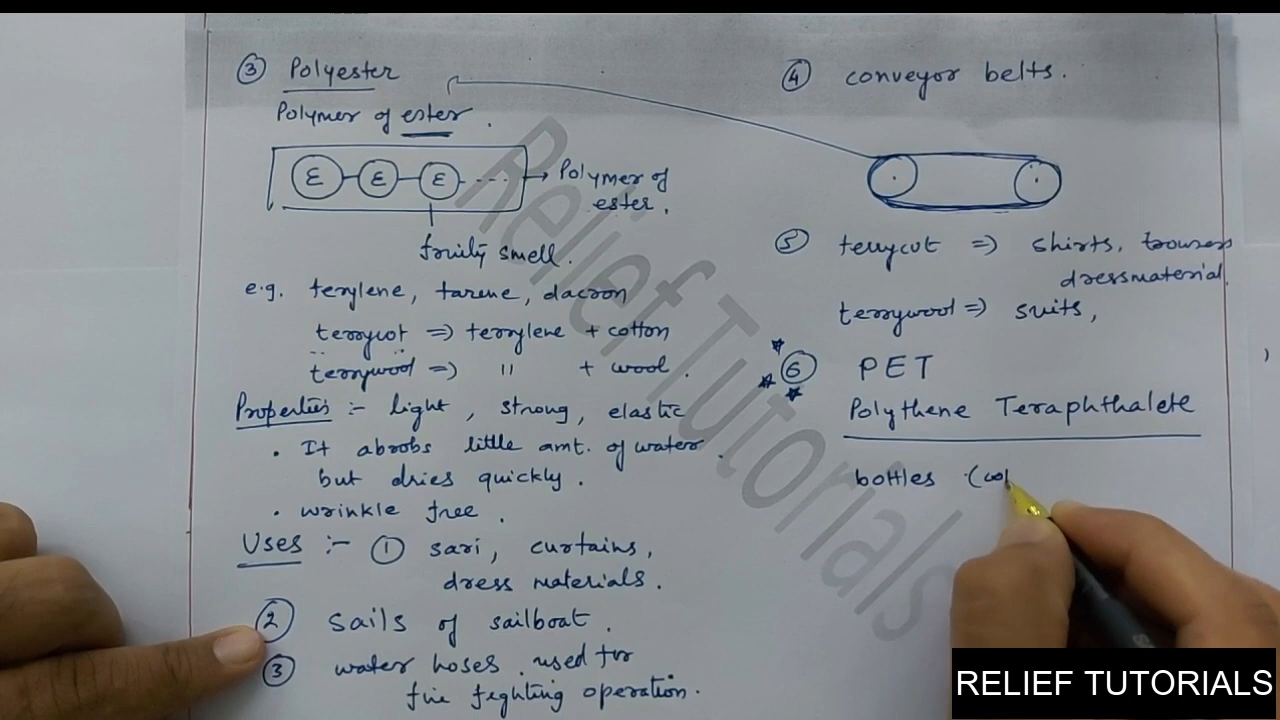 ③ Polyester
Polymer of ester.
E E E ---- → Polymer of
ester.
fruity smell.
e.g. terylene, tarene, dacron
terrycot => terrylene + cotton
terrywool => " + wool.
Properties :- light, strong, elastic
. It abrobs little amt. of water.
but dries quickly.
. wrinkle free.
Uses :- ① sari, curtains,
dress materials.
② sails of sailboat.
③ water hoses used for
fire fighting operation.
④ conveyor belts.
⑤ terrycot => shirts, trousers
dressmaterial.
terrywool => suits,
⑥ PET
Polythene Teraphthalete
bottles (col
Relief Tutorials
RELIEF TUTORIALS